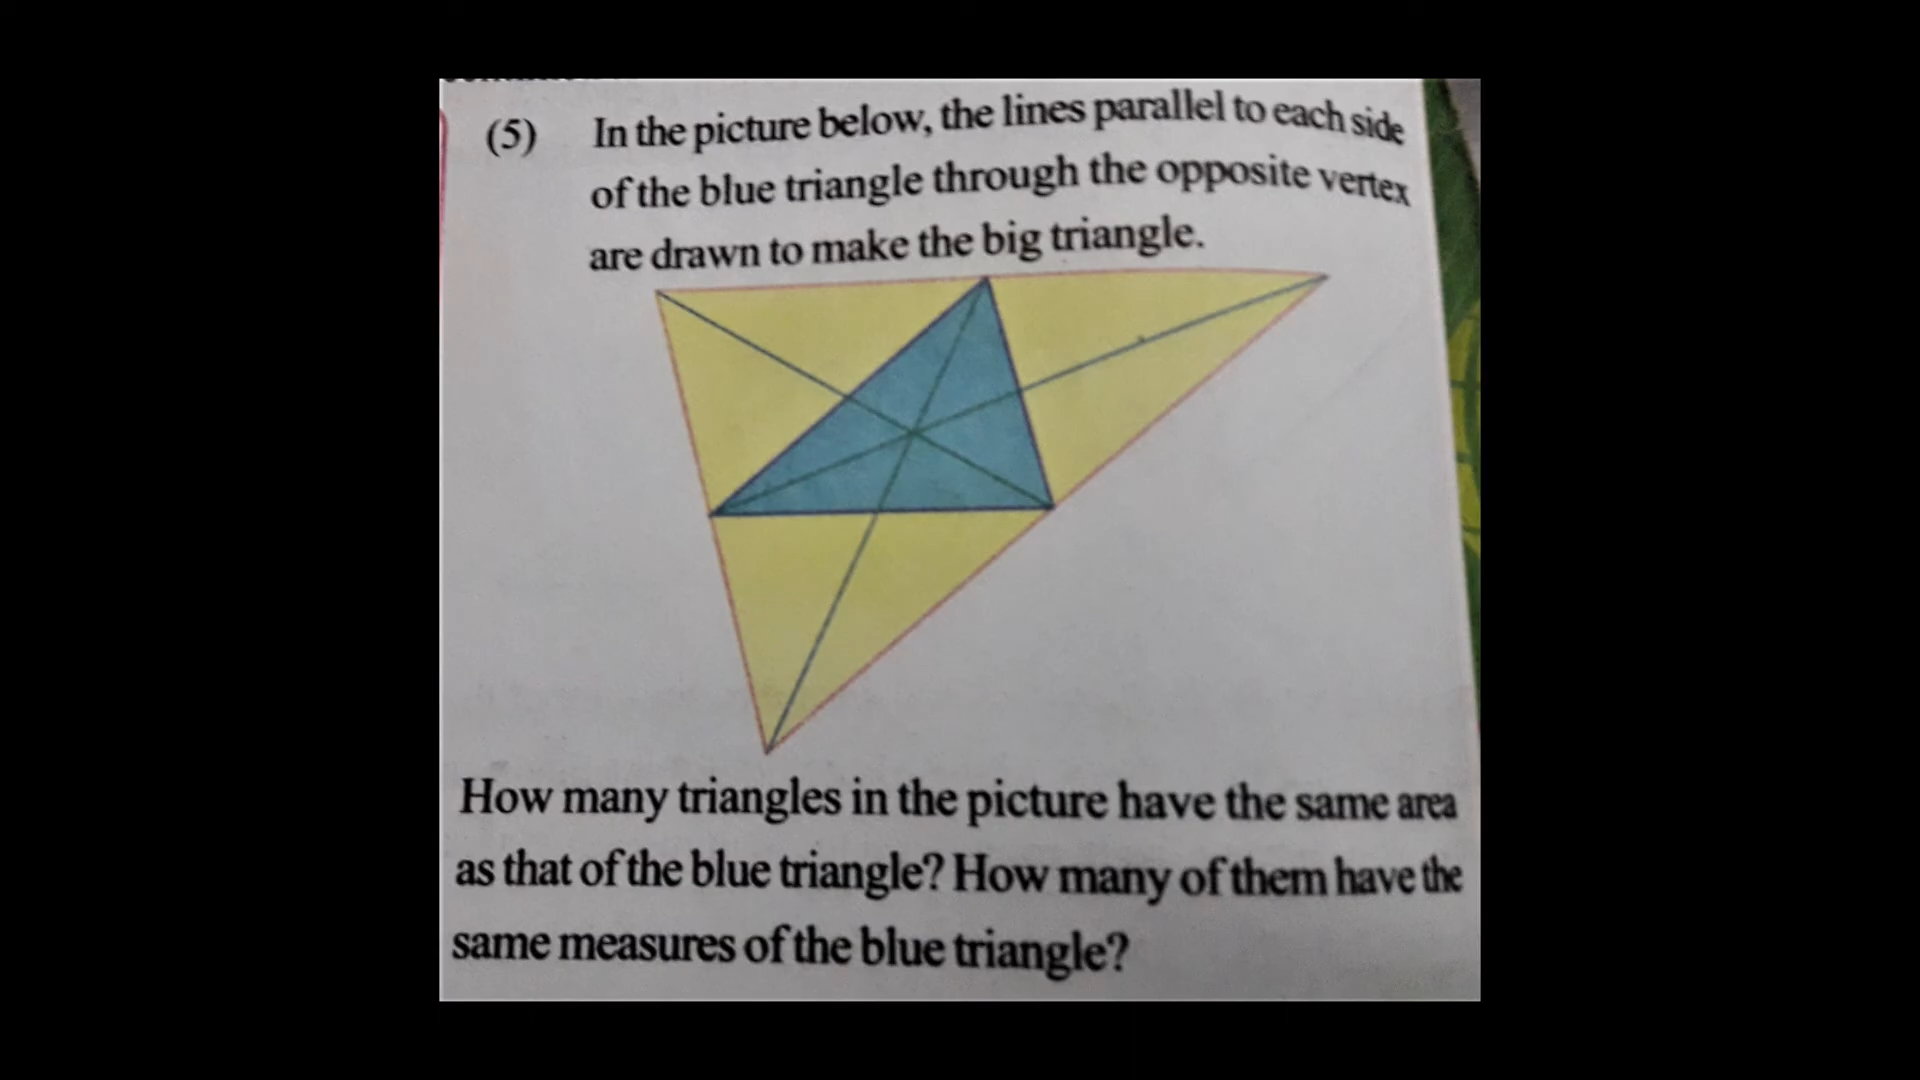 (5) In the picture below, the lines parallel to each side
of the blue triangle through the opposite vertex
are drawn to make the big triangle.
How many triangles in the picture have the same area
as that of the blue triangle? How many of them have the
same measures of the blue triangle?